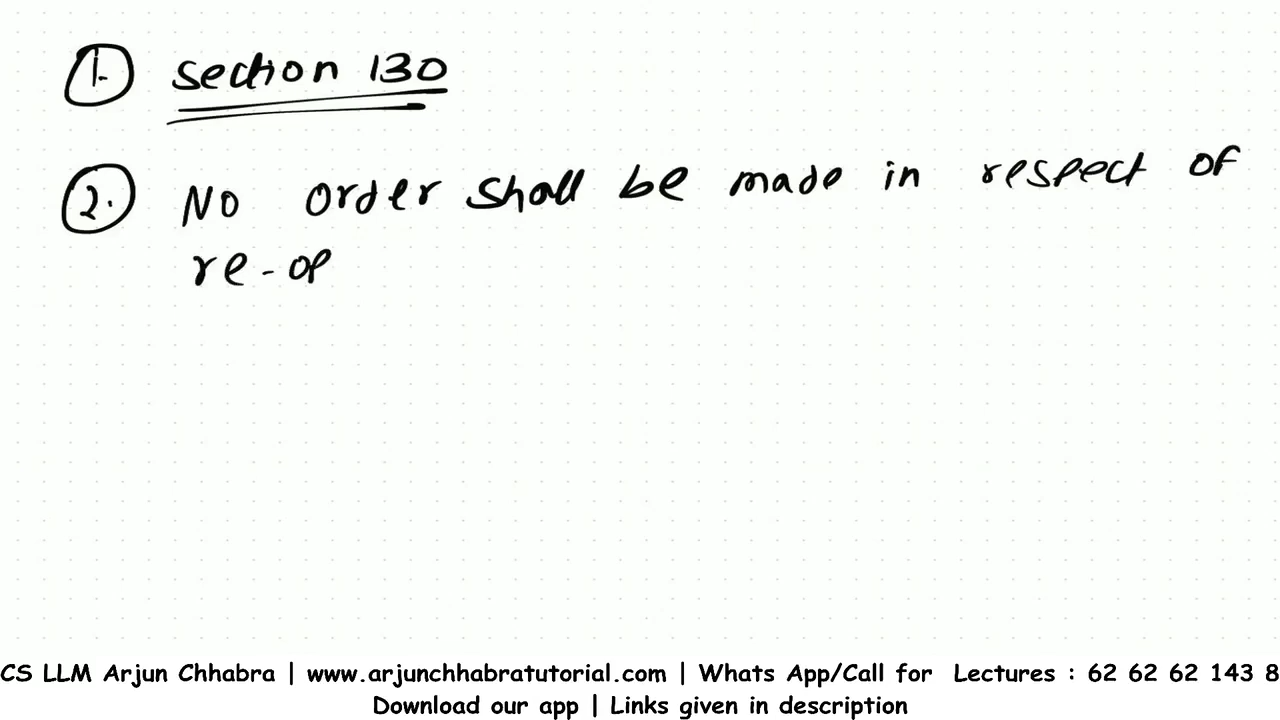 1. section 130
2. No order shall be made in respect of
re-op
CS LLM Arjun Chhabra | www.arjunchhabratutorial.com | Whats App/Call for Lectures : 62 62 62 143 8
Download our app | Links given in description